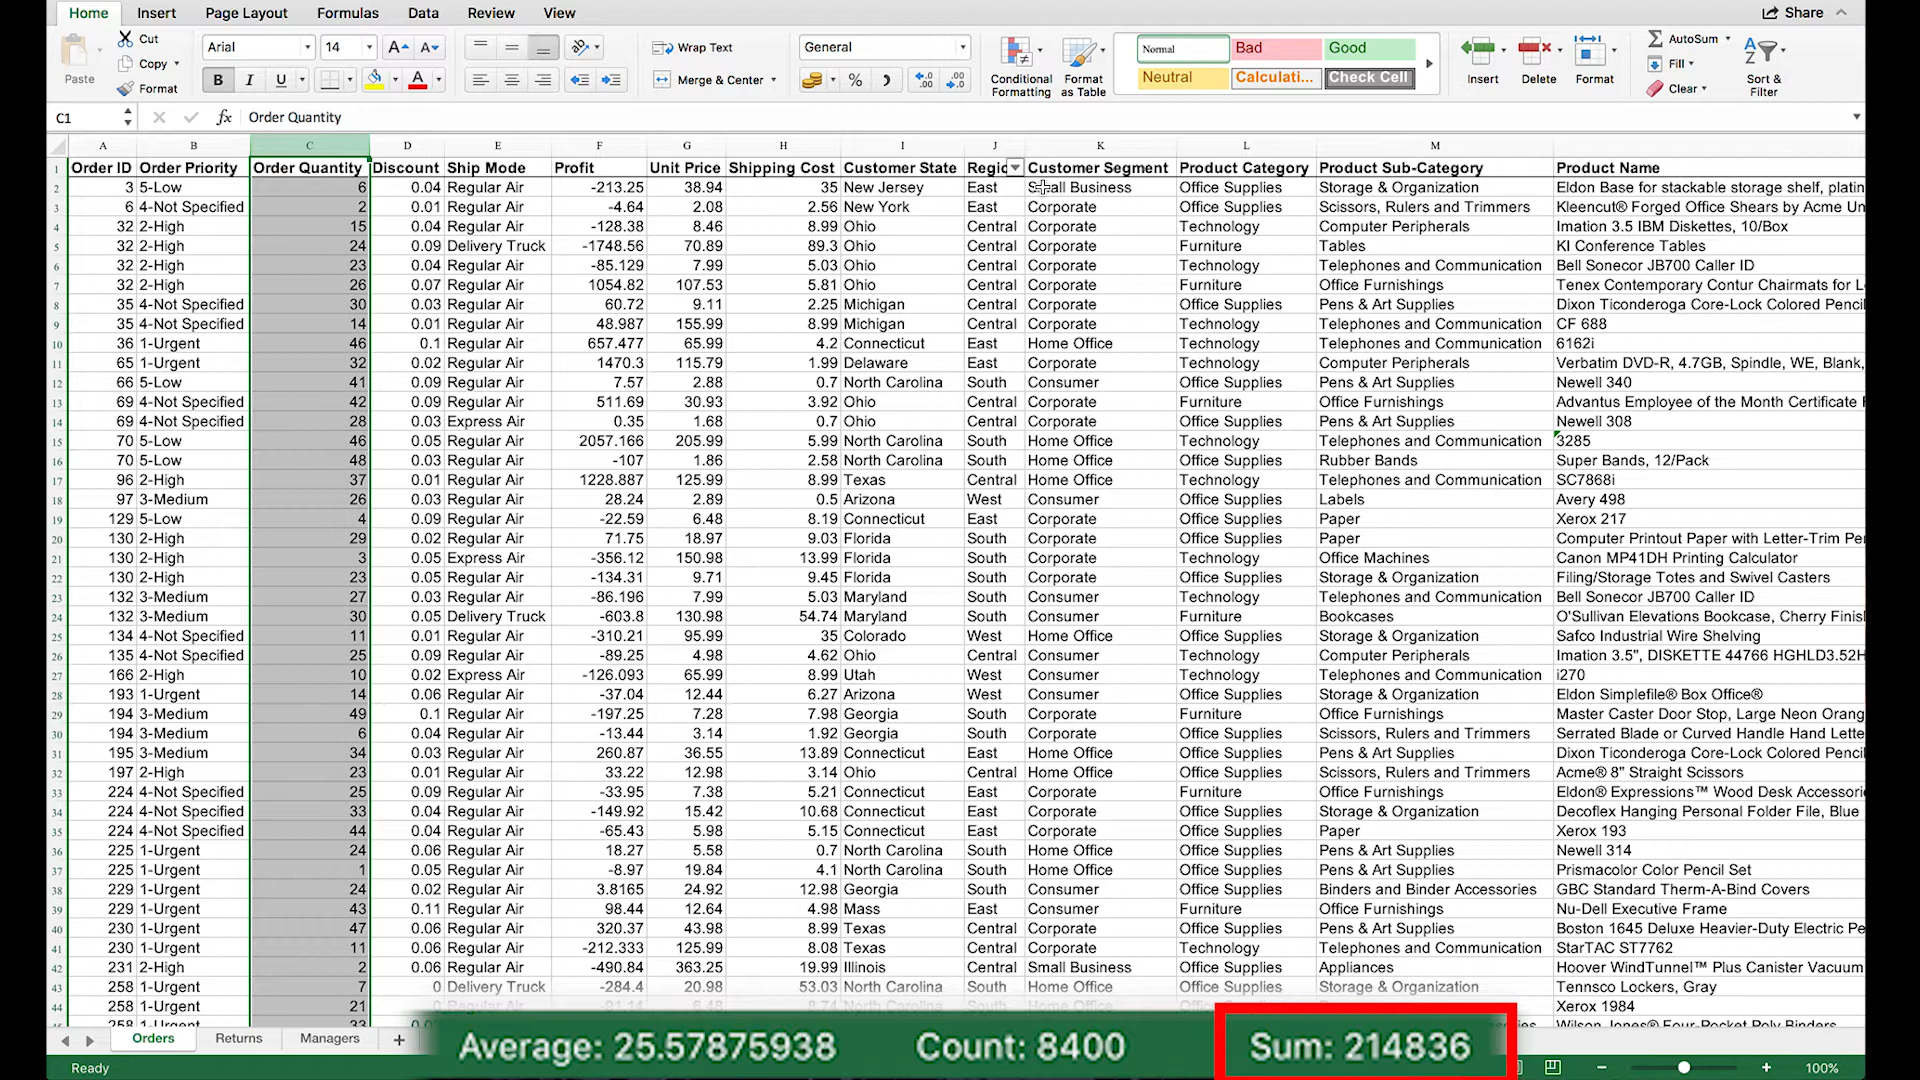 Home Insert Page Layout Formulas Data Review View Share
Cut Arial 14 Wrap Text General Normal Bad Good AutoSum
Paste Copy Fill
Format B I U Merge & Center % Conditional Formatting Format as Table Neutral Calculati... Check Cell Insert Delete Format Clear Sort & Filter
C1 fx Order Quantity
A B C D E F G H I J K L M
1 Order ID Order Priority Order Quantity Discount Ship Mode Profit Unit Price Shipping Cost Customer State Regio Customer Segment Product Category Product Sub-Category Product Name
2 3 5-Low 6 0.04 Regular Air -213.25 38.94 35 New Jersey East Small Business Office Supplies Storage & Organization Eldon Base for stackable storage shelf, platin
3 6 4-Not Specified 2 0.01 Regular Air -4.64 2.08 2.56 New York East Corporate Office Supplies Scissors, Rulers and Trimmers Kleencut® Forged Office Shears by Acme Un
4 32 2-High 15 0.04 Regular Air -128.38 8.46 8.99 Ohio Central Corporate Technology Computer Peripherals Imation 3.5 IBM Diskettes, 10/Box
5 32 2-High 24 0.09 Delivery Truck -1748.56 70.89 89.3 Ohio Central Corporate Furniture Tables KI Conference Tables
6 32 2-High 23 0.04 Regular Air -85.129 7.99 5.03 Ohio Central Corporate Technology Telephones and Communication Bell Sonecor JB700 Caller ID
7 32 2-High 26 0.07 Regular Air 1054.82 107.53 5.81 Ohio Central Corporate Furniture Office Furnishings Tenex Contemporary Contur Chairmats for L
8 35 4-Not Specified 30 0.03 Regular Air 60.72 9.11 2.25 Michigan Central Corporate Office Supplies Pens & Art Supplies Dixon Ticonderoga Core-Lock Colored Pencil
9 35 4-Not Specified 14 0.01 Regular Air 48.987 155.99 8.99 Michigan Central Corporate Technology Telephones and Communication CF 688
10 36 1-Urgent 46 0.1 Regular Air 657.477 65.99 4.2 Connecticut East Home Office Technology Telephones and Communication 6162i
11 65 1-Urgent 32 0.02 Regular Air 1470.3 115.79 1.99 Delaware East Corporate Technology Computer Peripherals Verbatim DVD-R, 4.7GB, Spindle, WE, Blank,
12 66 5-Low 41 0.09 Regular Air 7.57 2.88 0.7 North Carolina South Consumer Office Supplies Pens & Art Supplies Newell 340
13 69 4-Not Specified 42 0.09 Regular Air 511.69 30.93 3.92 Ohio Central Corporate Furniture Office Furnishings Advantus Employee of the Month Certificate F
14 69 4-Not Specified 28 0.03 Express Air 0.35 1.68 0.7 Ohio Central Corporate Office Supplies Pens & Art Supplies Newell 308
15 70 5-Low 46 0.05 Regular Air 2057.166 205.99 5.99 North Carolina South Home Office Technology Telephones and Communication 3285
16 70 5-Low 48 0.03 Regular Air -107 1.86 2.58 North Carolina South Home Office Office Supplies Rubber Bands Super Bands, 12/Pack
17 96 2-High 37 0.01 Regular Air 1228.887 125.99 8.99 Texas Central Home Office Technology Telephones and Communication SC7868i
18 97 3-Medium 26 0.03 Regular Air 28.24 2.89 0.5 Arizona West Consumer Office Supplies Labels Avery 498
19 129 5-Low 4 0.09 Regular Air -22.59 6.48 8.19 Connecticut East Corporate Office Supplies Paper Xerox 217
20 130 2-High 29 0.02 Regular Air 71.75 18.97 9.03 Florida South Corporate Office Supplies Paper Computer Printout Paper with Letter-Trim Pe
21 130 2-High 3 0.05 Express Air -356.12 150.98 13.99 Florida South Corporate Technology Office Machines Canon MP41DH Printing Calculator
22 130 2-High 23 0.05 Regular Air -134.31 9.71 9.45 Florida South Corporate Office Supplies Storage & Organization Filing/Storage Totes and Swivel Casters
23 132 3-Medium 27 0.03 Regular Air -86.196 7.99 5.03 Maryland South Corporate Technology Telephones and Communication Bell Sonecor JB700 Caller ID
24 132 3-Medium 30 0.05 Delivery Truck -603.8 130.98 54.74 Maryland South Corporate Furniture Bookcases O'Sullivan Elevations Bookcase, Cherry Finis
25 134 4-Not Specified 11 0.01 Regular Air -310.21 95.99 35 Colorado West Home Office Office Supplies Storage & Organization Safco Industrial Wire Shelving
26 135 4-Not Specified 25 0.09 Regular Air -89.25 4.98 4.62 Ohio Central Consumer Technology Computer Peripherals Imation 3.5", DISKETTE 44766 HGHLD3.52H
27 166 2-High 10 0.02 Express Air -126.093 65.99 8.99 Utah West Consumer Technology Telephones and Communication i270
28 193 1-Urgent 14 0.06 Regular Air -37.04 12.44 6.27 Arizona West Consumer Office Supplies Storage & Organization Eldon Simplefile® Box Office®
29 194 3-Medium 49 0.1 Regular Air -197.25 7.28 7.98 Georgia South Corporate Furniture Office Furnishings Master Caster Door Stop, Large Neon Orang
30 194 3-Medium 6 0.04 Regular Air -13.44 3.14 1.92 Georgia South Corporate Office Supplies Scissors, Rulers and Trimmers Serrated Blade or Curved Handle Hand Lette
31 195 3-Medium 34 0.03 Regular Air 260.87 36.55 13.89 Connecticut East Home Office Office Supplies Pens & Art Supplies Dixon Ticonderoga Core-Lock Colored Pencil
32 197 2-High 23 0.01 Regular Air 33.22 12.98 3.14 Ohio Central Home Office Office Supplies Scissors, Rulers and Trimmers Acme® 8" Straight Scissors
33 224 4-Not Specified 25 0.09 Regular Air -33.95 7.38 5.21 Connecticut East Corporate Furniture Office Furnishings Eldon® Expressions™ Wood Desk Accessori
34 224 4-Not Specified 33 0.04 Regular Air -149.92 15.42 10.68 Connecticut East Corporate Office Supplies Storage & Organization Decoflex Hanging Personal Folder File, Blue
35 224 4-Not Specified 44 0.04 Regular Air -65.43 5.98 5.15 Connecticut East Corporate Office Supplies Paper Xerox 193
36 225 1-Urgent 24 0.06 Regular Air 18.27 5.58 0.7 North Carolina South Home Office Office Supplies Pens & Art Supplies Newell 314
37 225 1-Urgent 1 0.05 Regular Air -8.97 19.84 4.1 North Carolina South Home Office Office Supplies Pens & Art Supplies Prismacolor Color Pencil Set
38 229 1-Urgent 24 0.02 Regular Air 3.8165 24.92 12.98 Georgia South Consumer Office Supplies Binders and Binder Accessories GBC Standard Therm-A-Bind Covers
39 229 1-Urgent 43 0.11 Regular Air 98.44 12.64 4.98 Mass East Consumer Furniture Office Furnishings Nu-Dell Executive Frame
40 230 1-Urgent 47 0.06 Regular Air 320.37 43.98 8.99 Texas Central Corporate Office Supplies Pens & Art Supplies Boston 1645 Deluxe Heavier-Duty Electric Pe
41 230 1-Urgent 11 0.06 Regular Air -212.333 125.99 8.08 Texas Central Corporate Technology Telephones and Communication StarTAC ST7762
42 231 2-High 2 0.06 Regular Air -490.84 363.25 19.99 Illinois Central Small Business Office Supplies Appliances Hoover WindTunnel™ Plus Canister Vacuum
43 258 1-Urgent 7 0 Delivery Truck -284.4 20.98 53.03 North Carolina South Home Office Office Supplies Storage & Organization Tennsco Lockers, Gray
44 258 1-Urgent 21 Regular Air -91.14 6.48 8.74 North Carolina South Home Office Office Supplies Paper Xerox 1984
258 1-Urgent 33 Wilson Jones® Four-Pocket Poly Binders
Orders Returns Managers + Average: 25.57875938 Count: 8400 Sum: 214836
Ready 100%